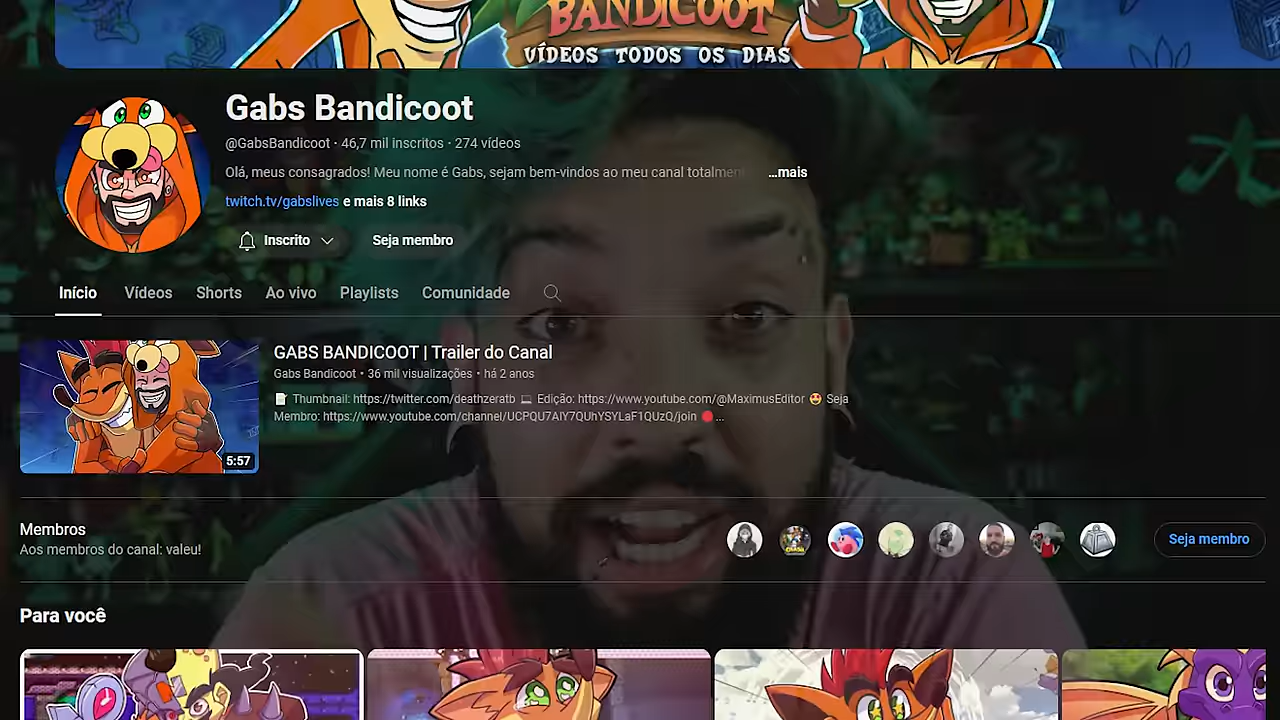 BANDICOOT
VÍDEOS TODOS OS DIAS
Gabs Bandicoot
@GabsBandicoot · 46,7 mil inscritos · 274 vídeos
Olá, meus consagrados! Meu nome é Gabs, sejam bem-vindos ao meu canal totalmen ...mais
twitch.tv/gabslives e mais 8 links
Inscrito Seja membro
Início Vídeos Shorts Ao vivo Playlists Comunidade
GABS BANDICOOT | Trailer do Canal
Gabs Bandicoot • 36 mil visualizações • há 2 anos
Thumbnail: https://twitter.com/deathzeratb 💻 Edição: https://www.youtube.com/@MaximusEditor 🤩 Seja
Membro: https://www.youtube.com/channel/UCPQU7AlY7QUhYSYLaF1QUzQ/join 🔴...
5:57
Membros
Aos membros do canal: valeu!
Seja membro
Para você